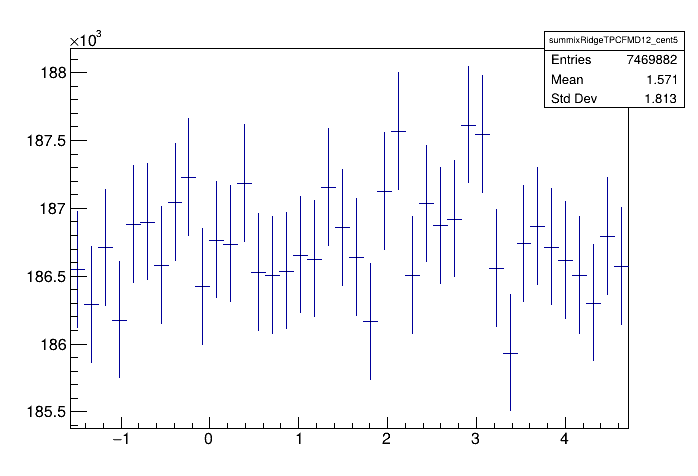 ×10³
summixRidgeTPCFMD12_cent5
Entries 7469882
Mean 1.571
Std Dev 1.813
188
187.5
187
186.5
186
185.5
−1 0 1 2 3 4